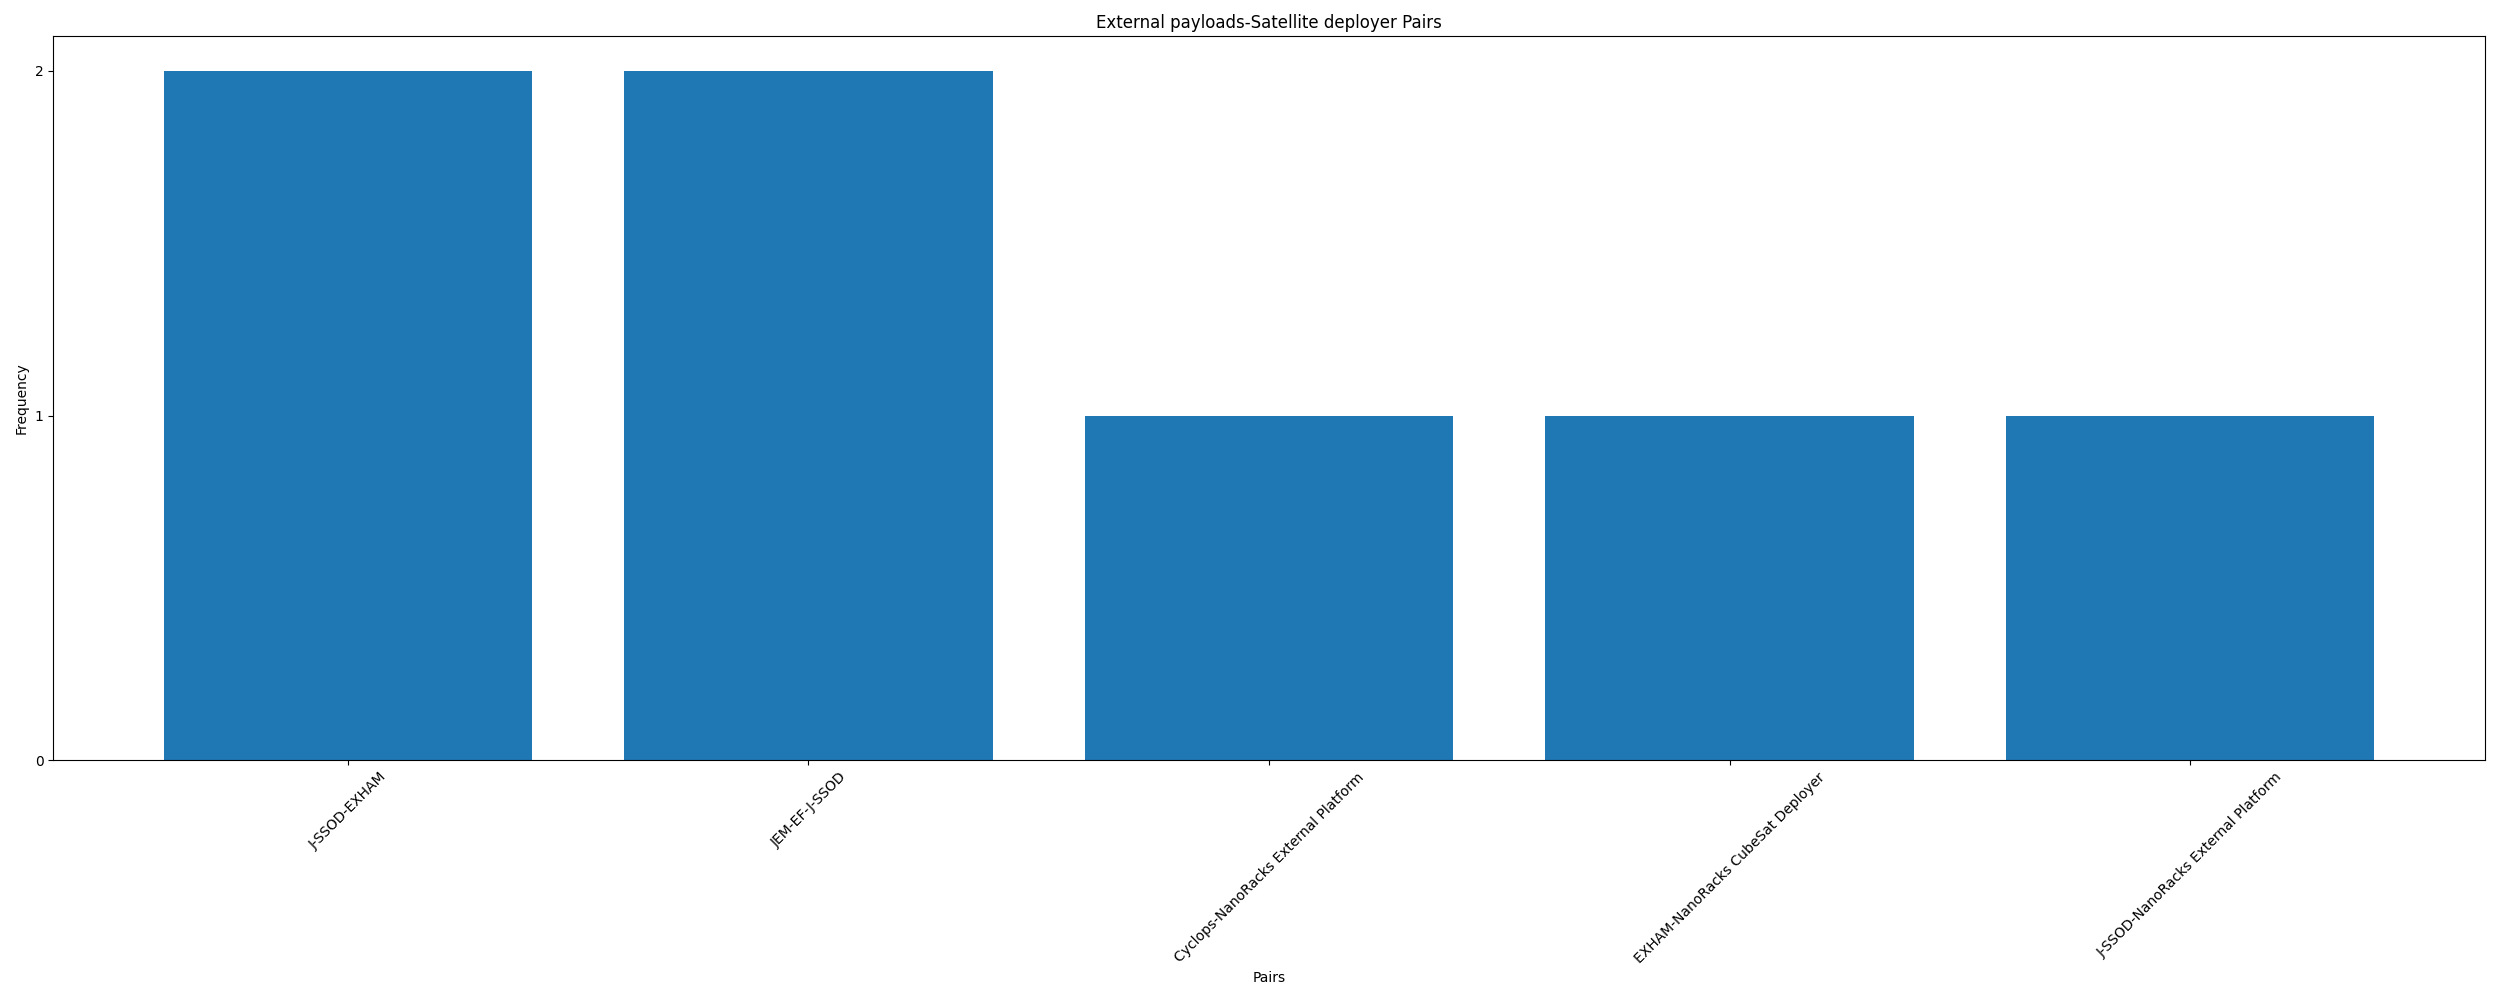 External payloads-Satellite deployer Pairs
Frequency
2
1
0
J-SSOD-EXHAM
JEM-EF-J-SSOD
Cyclops-NanoRacks External Platform
EXHAM-NanoRacks CubeSat Deployer
J-SSOD-NanoRacks External Platform
Pairs